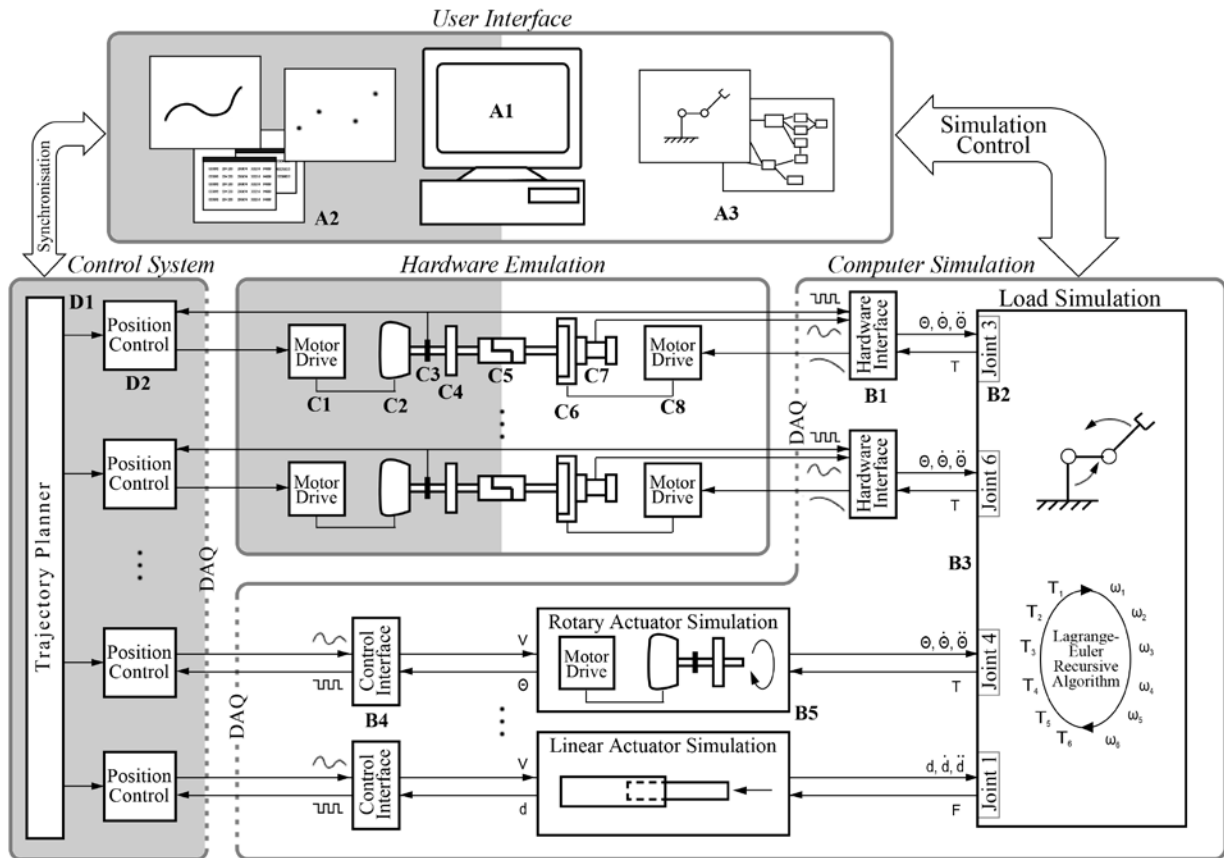 User Interface
A1
A2
A3
Synchronisation
Simulation
Control
Control System
Hardware Emulation
Computer Simulation
D1
Trajectory Planner
Position
Control
D2
Motor
Drive
C1
C2
C3
C4
C5
C6
C7
Motor
Drive
C8
DAQ
Hardware
Interface
B1
Θ, Θ̇, Θ̈
T
Joint 3
B2
Load Simulation
Position
Control
Motor
Drive
Motor
Drive
Hardware
Interface
Θ, Θ̇, Θ̈
T
Joint 6
B3
DAQ
DAQ
Position
Control
Control
Interface
B4
V
Θ
Rotary Actuator Simulation
Motor
Drive
B5
Θ, Θ̇, Θ̈
T
Joint 4
T1
T2
T3
T4
T5
T6
Lagrange-
Euler
Recursive
Algorithm
ω1
ω2
ω3
ω4
ω5
ω6
Position
Control
Control
Interface
V
d
Linear Actuator Simulation
d, ḋ, d̈
F
Joint 1